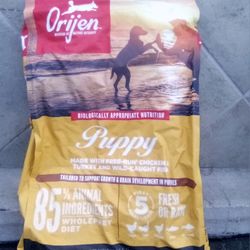 Orijen
BIOLOGICALLY APPROPRIATE NUTRITION
Puppy
MADE WITH FREE-RUN CHICKEN,
TURKEY AND WILD-CAUGHT FISH
TAILORED TO SUPPORT GROWTH & BRAIN DEVELOPMENT IN PUPPIES
85% ANIMAL
INGREDIENTS
WHOLEPREY
DIET
5
FRESH
OR RAW